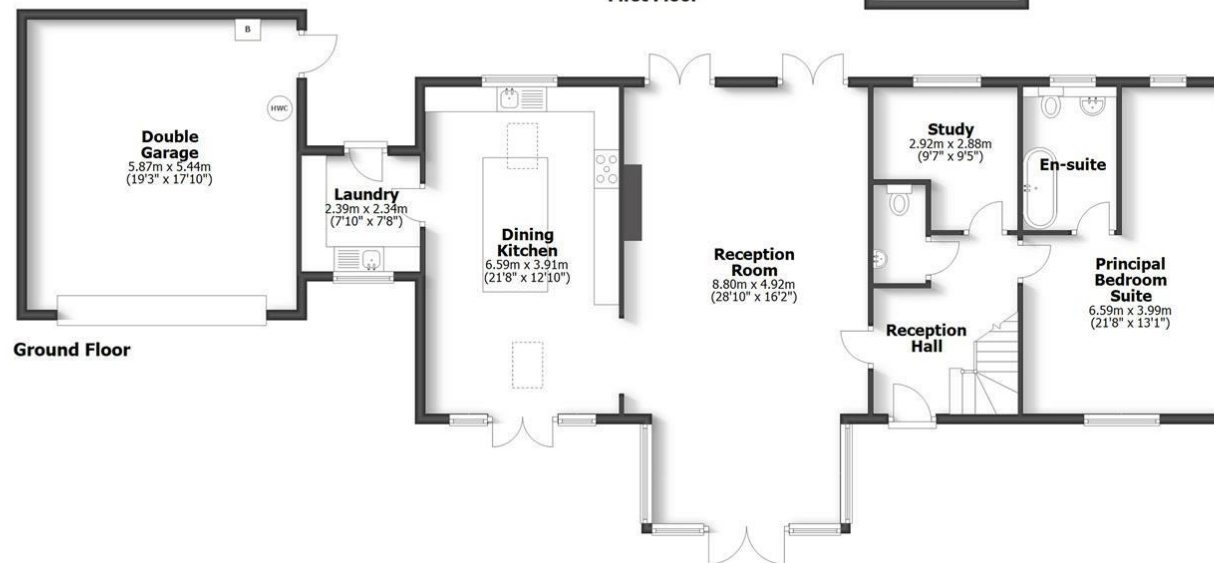 B
HWC
Double
Garage
5.87m x 5.44m
(19'3" x 17'10")
Laundry
2.39m x 2.34m
(7'10" x 7'8")
Dining
Kitchen
6.59m x 3.91m
(21'8" x 12'10")
Reception
Room
8.80m x 4.92m
(28'10" x 16'2")
Study
2.92m x 2.88m
(9'7" x 9'5")
En-suite
Reception
Hall
Principal
Bedroom
Suite
6.59m x 3.99m
(21'8" x 13'1")
Ground Floor